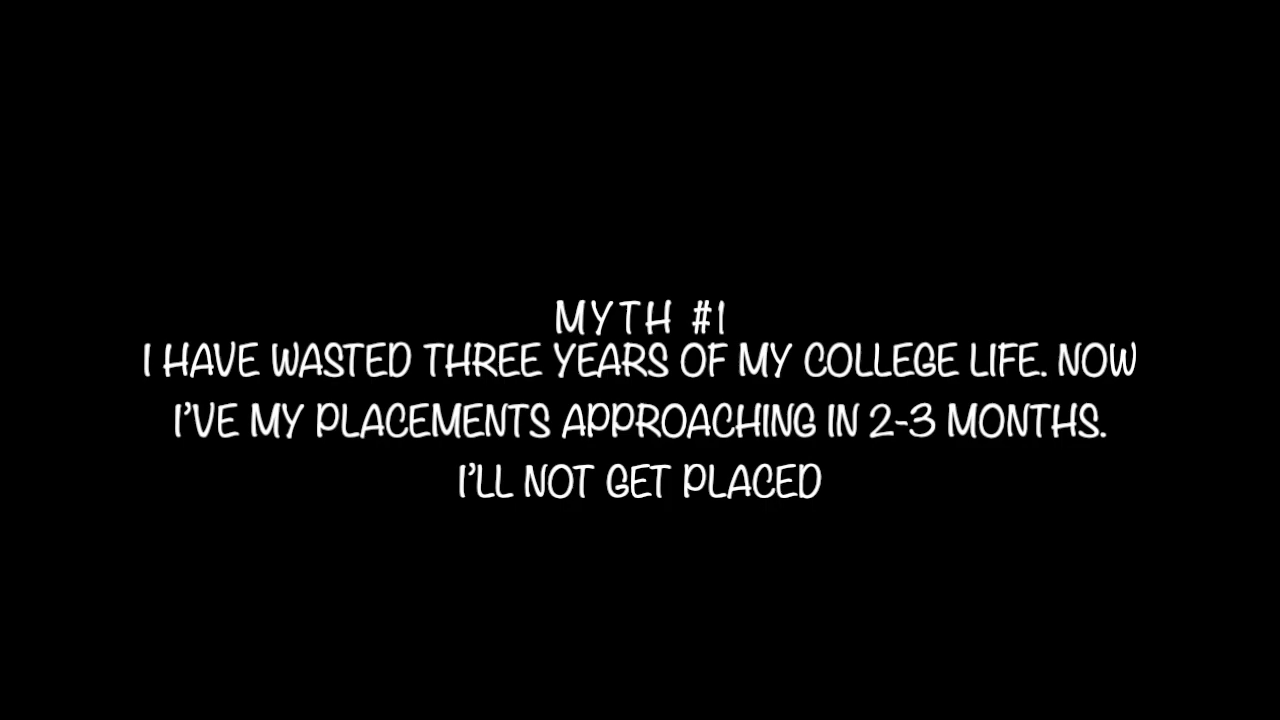 MYTH #1
I HAVE WASTED THREE YEARS OF MY COLLEGE LIFE. NOW
I'VE MY PLACEMENTS APPROACHING IN 2-3 MONTHS.
I'LL NOT GET PLACED